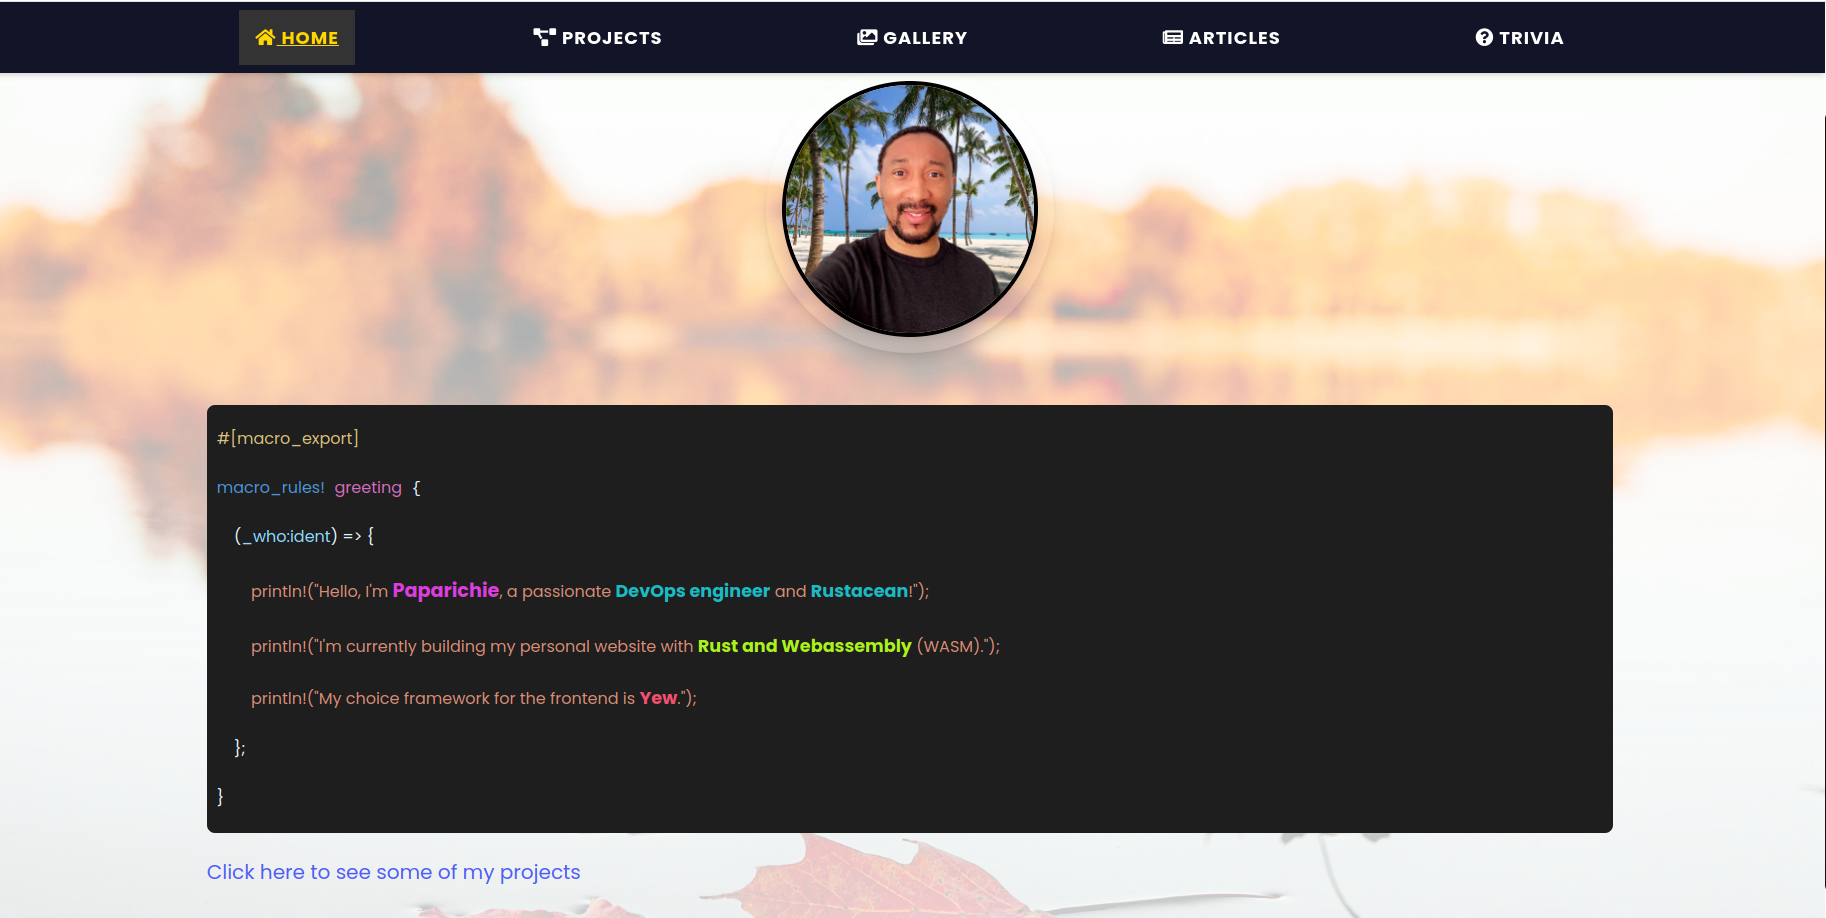 HOME PROJECTS GALLERY ARTICLES TRIVIA
#[macro_export]
macro_rules! greeting {
(_who:ident) => {
println!("Hello, I'm Paparichie, a passionate DevOps engineer and Rustacean!");
println!("I'm currently building my personal website with Rust and Webassembly (WASM).");
println!("My choice framework for the frontend is Yew.");
};
}
Click here to see some of my projects